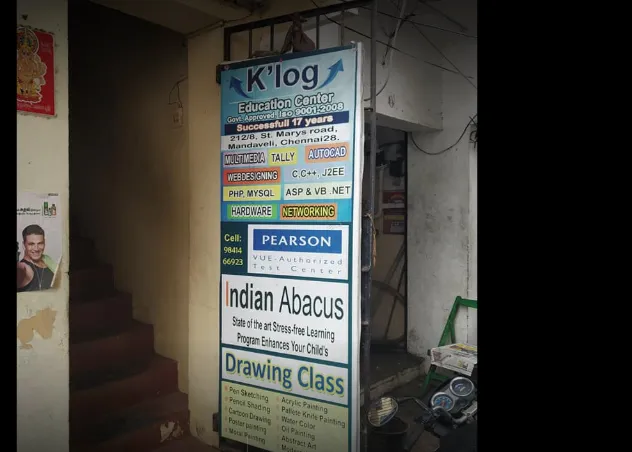 K'log
Education Center
Govt. Approved, Iso 9001-2008
Successfull 17 years
212/8, St. Marys road,
Mandaveli, Chennai28.
MULTIMEDIA TALLY AUTOCAD
WEBDESIGNING C,C++, J2EE
PHP, MYSQL ASP & VB .NET
HARDWARE NETWORKING
Cell:
98414
66923
PEARSON
VUE-Authorized
Test Center
Indian Abacus
State of the art Stress-free Learning
Program Enhances Your Child's
Drawing Class
Pen Sketching
Pencil Shading
Cartoon Drawing
Poster painting
Acrylic Painting
Pallete Knife Painting
Water Color
Oil Painting
Abstract Art